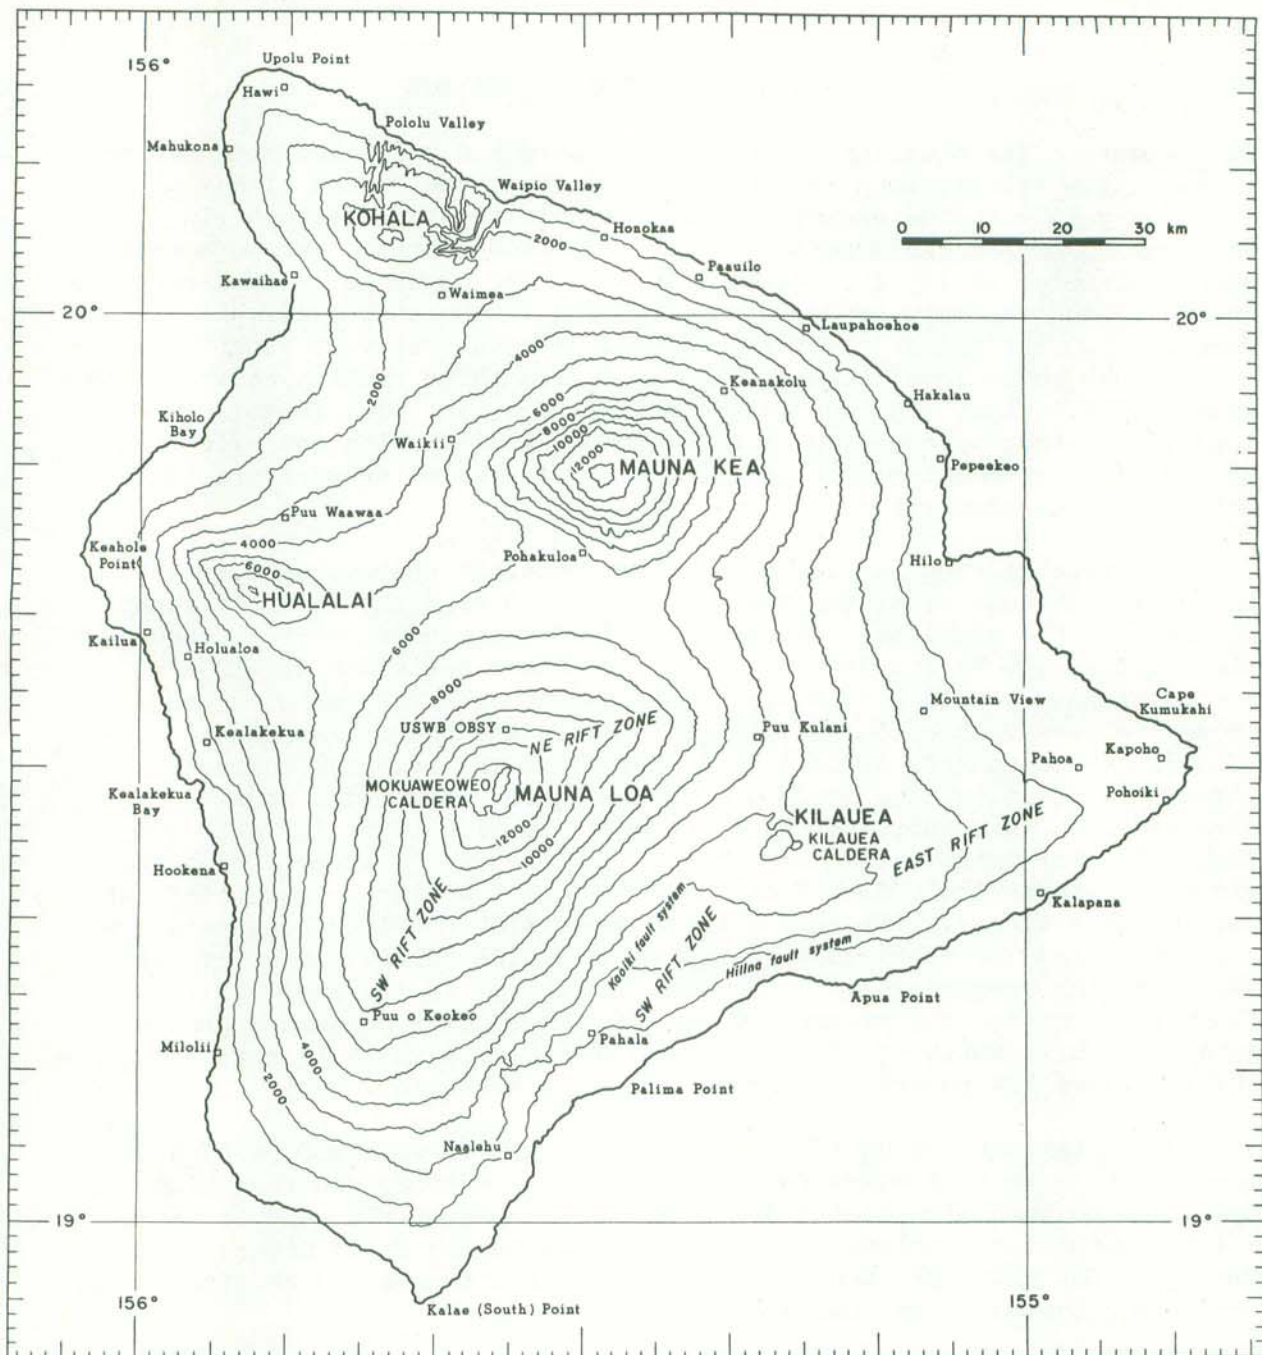 156°
Upolu Point
Hawi
Pololu Valley
Mahukona
Waipio Valley
KOHALA
Honokaa
0 10 20 30 km
2000
Paauilo
Kawaihae
Waimea
20°
20°
Laupahoehoe
4000
2000
6000
Keanakolu
8000
Hakalau
Kiholo
Bay
Waikii
10000
12000
MAUNA KEA
Pepeekeo
Puu Waawaa
4000
Keahole
Point
Pohakuloa
Hilo
6000
HUALALAI
Kailua
Holualoa
6000
8000
Mountain View
Cape
Kumukahi
Kealakekua
USWB OBSY
NE RIFT ZONE
Puu Kulani
Pahoa
Kapoho
MOKUAWEOWEO
CALDERA
MAUNA LOA
Kealakekua
Bay
Pohoiki
KILAUEA
12000
10000
KILAUEA
CALDERA
EAST RIFT ZONE
Hookena
Kalapana
SW RIFT ZONE
Kaoiki fault system
SW RIFT ZONE
Hilina fault system
Apua Point
Puu o Keokeo
Pahala
Milolii
4000
2000
Palima Point
Naalehu
19°
19°
Kalae (South) Point
156°
155°